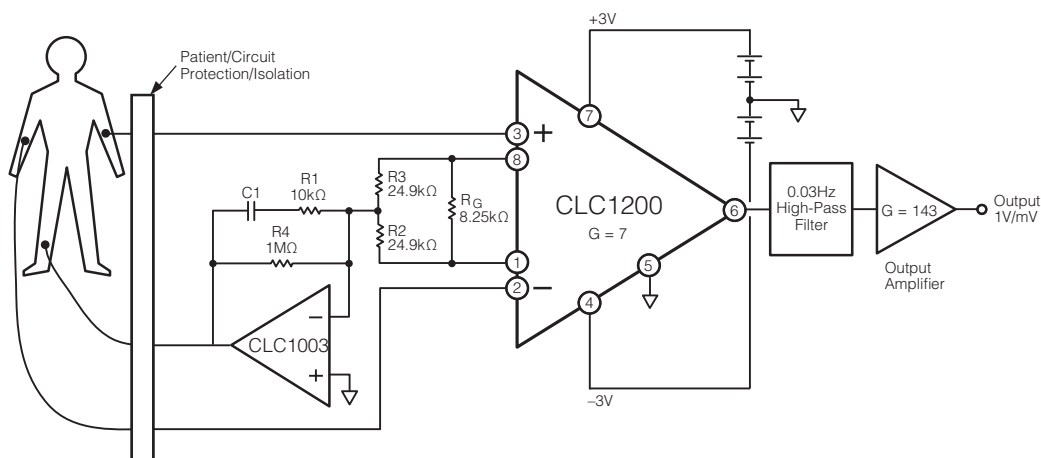 Patient/Circuit
Protection/Isolation
+3V
7
3
+
8
R3
24.9kΩ
R1
10kΩ
C1
RG
8.25kΩ
CLC1200
G = 7
6
0.03Hz
High-Pass
Filter
G = 143
Output
1V/mV
R4
1MΩ
R2
24.9kΩ
1
2
–
5
4
Output
Amplifier
–
CLC1003
+
–3V